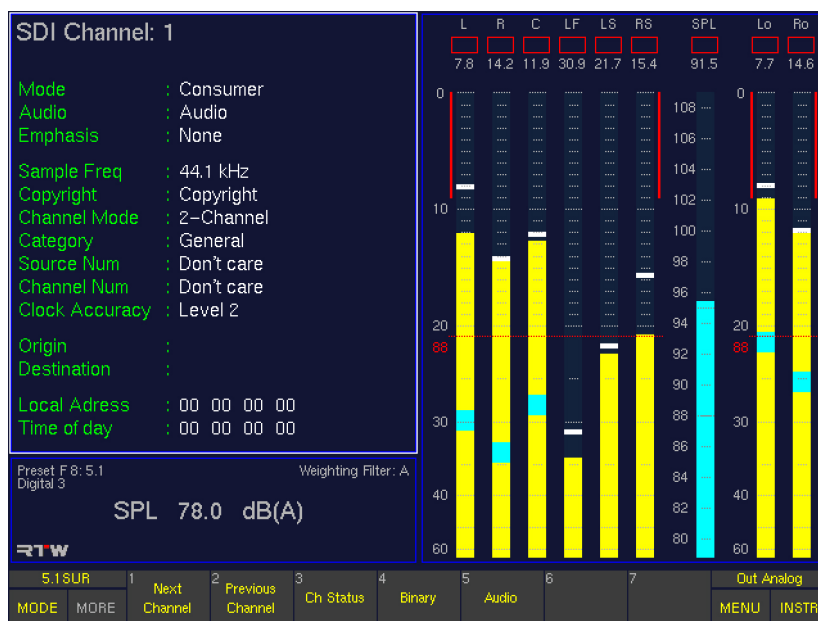 SDI Channel: 1
Mode : Consumer
Audio : Audio
Emphasis : None
Sample Freq : 44.1 kHz
Copyright : Copyright
Channel Mode : 2-Channel
Category : General
Source Num : Don't care
Channel Num : Don't care
Clock Accuracy : Level 2
Origin :
Destination :
Local Adress : 00 00 00 00
Time of day : 00 00 00 00
Preset F 8: 5.1 Weighting Filter: A
Digital 3
SPL 78.0 dB(A)
RTW
L R C LF LS RS SPL Lo Ro
7.8 14.2 11.9 30.9 21.7 15.4 91.5 7.7 14.6
0 108 0
106
104
102
10 100 10
98
96
20 94 20
88 92 88
90
30 88 30
86
84
40 82 40
60 80 60
5.1SUR 1 Next Channel 2 Previous Channel 3 Ch Status 4 Binary 5 Audio 6 7 Out Analog
MODE MORE MENU INSTR